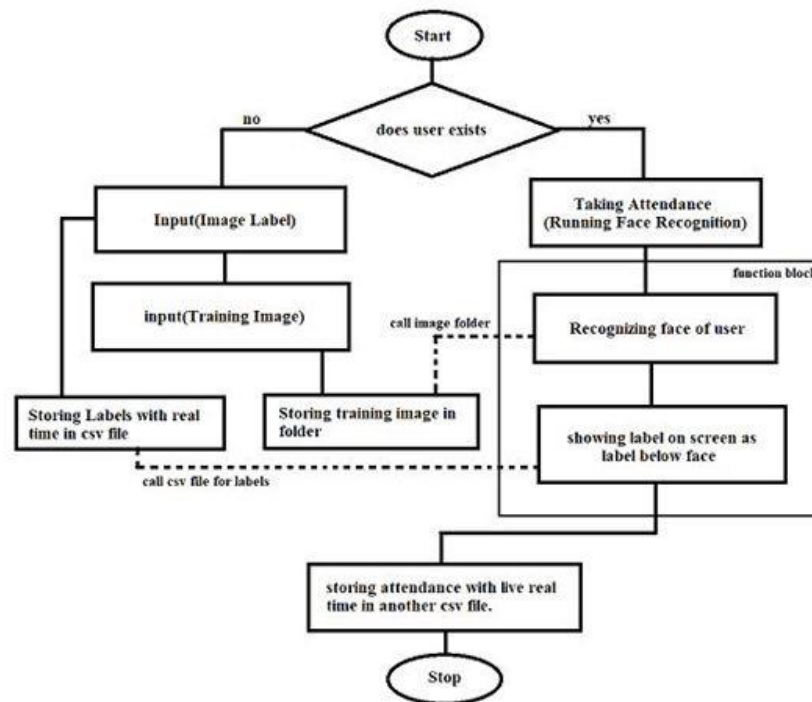 Start
does user exists
no
yes
Input(Image Label)
Taking Attendance
(Running Face Recognition)
function block
input(Training Image)
call image folder
Recognizing face of user
Storing Labels with real
time in csv file
Storing training image in
folder
showing label on screen as
label below face
call csv file for labels
storing attendance with live real
time in another csv file.
Stop